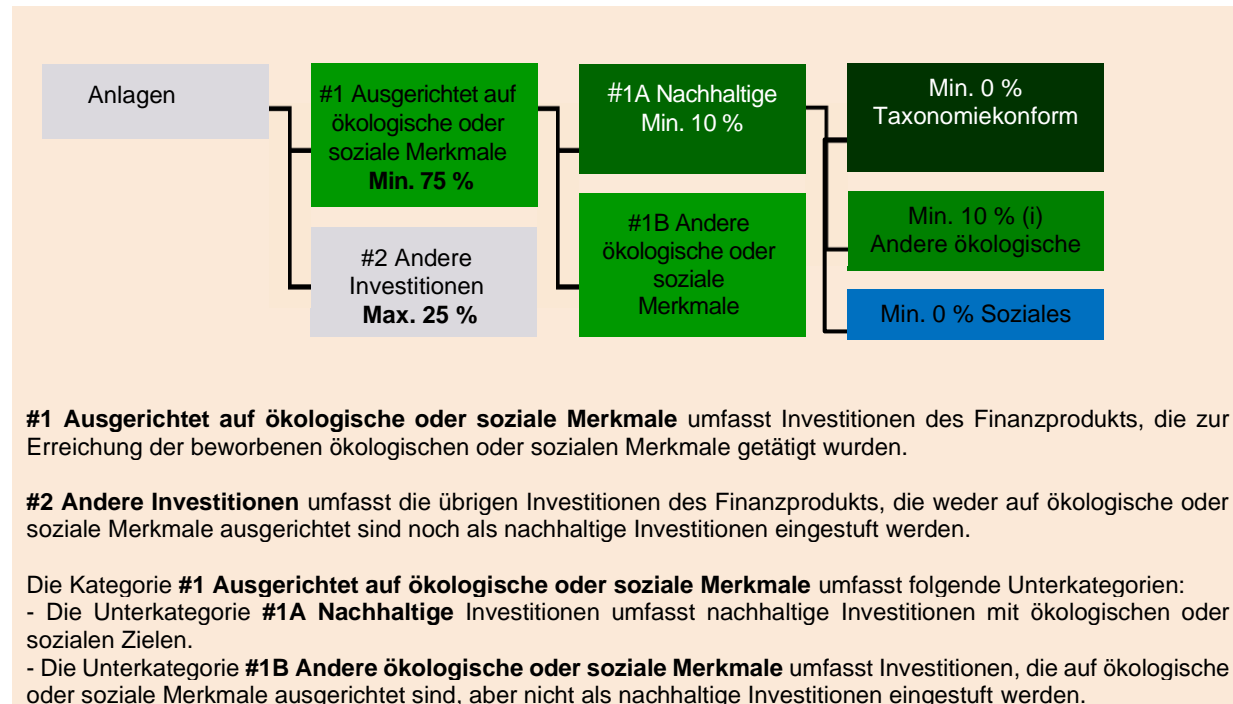 Anlagen
#1 Ausgerichtet auf
ökologische oder
soziale Merkmale
Min. 75 %
#2 Andere
Investitionen
Max. 25 %
#1A Nachhaltige
Min. 10 %
#1B Andere
ökologische oder
soziale
Merkmale
Min. 0 %
Taxonomiekonform
Min. 10 % (i)
Andere ökologische
Min. 0 % Soziales
#1 Ausgerichtet auf ökologische oder soziale Merkmale umfasst Investitionen des Finanzprodukts, die zur
Erreichung der beworbenen ökologischen oder sozialen Merkmale getätigt wurden.
#2 Andere Investitionen umfasst die übrigen Investitionen des Finanzprodukts, die weder auf ökologische oder
soziale Merkmale ausgerichtet sind noch als nachhaltige Investitionen eingestuft werden.
Die Kategorie #1 Ausgerichtet auf ökologische oder soziale Merkmale umfasst folgende Unterkategorien:
- Die Unterkategorie #1A Nachhaltige Investitionen umfasst nachhaltige Investitionen mit ökologischen oder
sozialen Zielen.
- Die Unterkategorie #1B Andere ökologische oder soziale Merkmale umfasst Investitionen, die auf ökologische
oder soziale Merkmale ausgerichtet sind, aber nicht als nachhaltige Investitionen eingestuft werden.